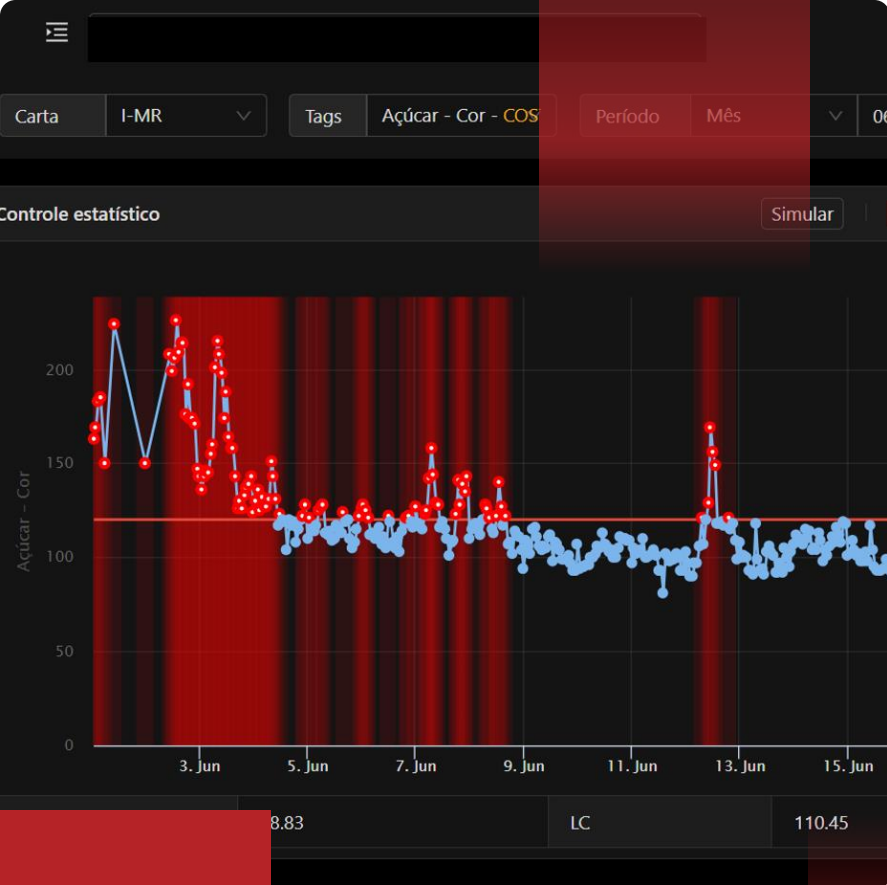 Carta I-MR Tags Açúcar - Cor - COS Período Mês 06
Controle estatístico Simular
Açúcar – Cor
200
150
100
50
0
3. Jun 5. Jun 7. Jun 9. Jun 11. Jun 13. Jun 15. Jun
8.83 LC 110.45